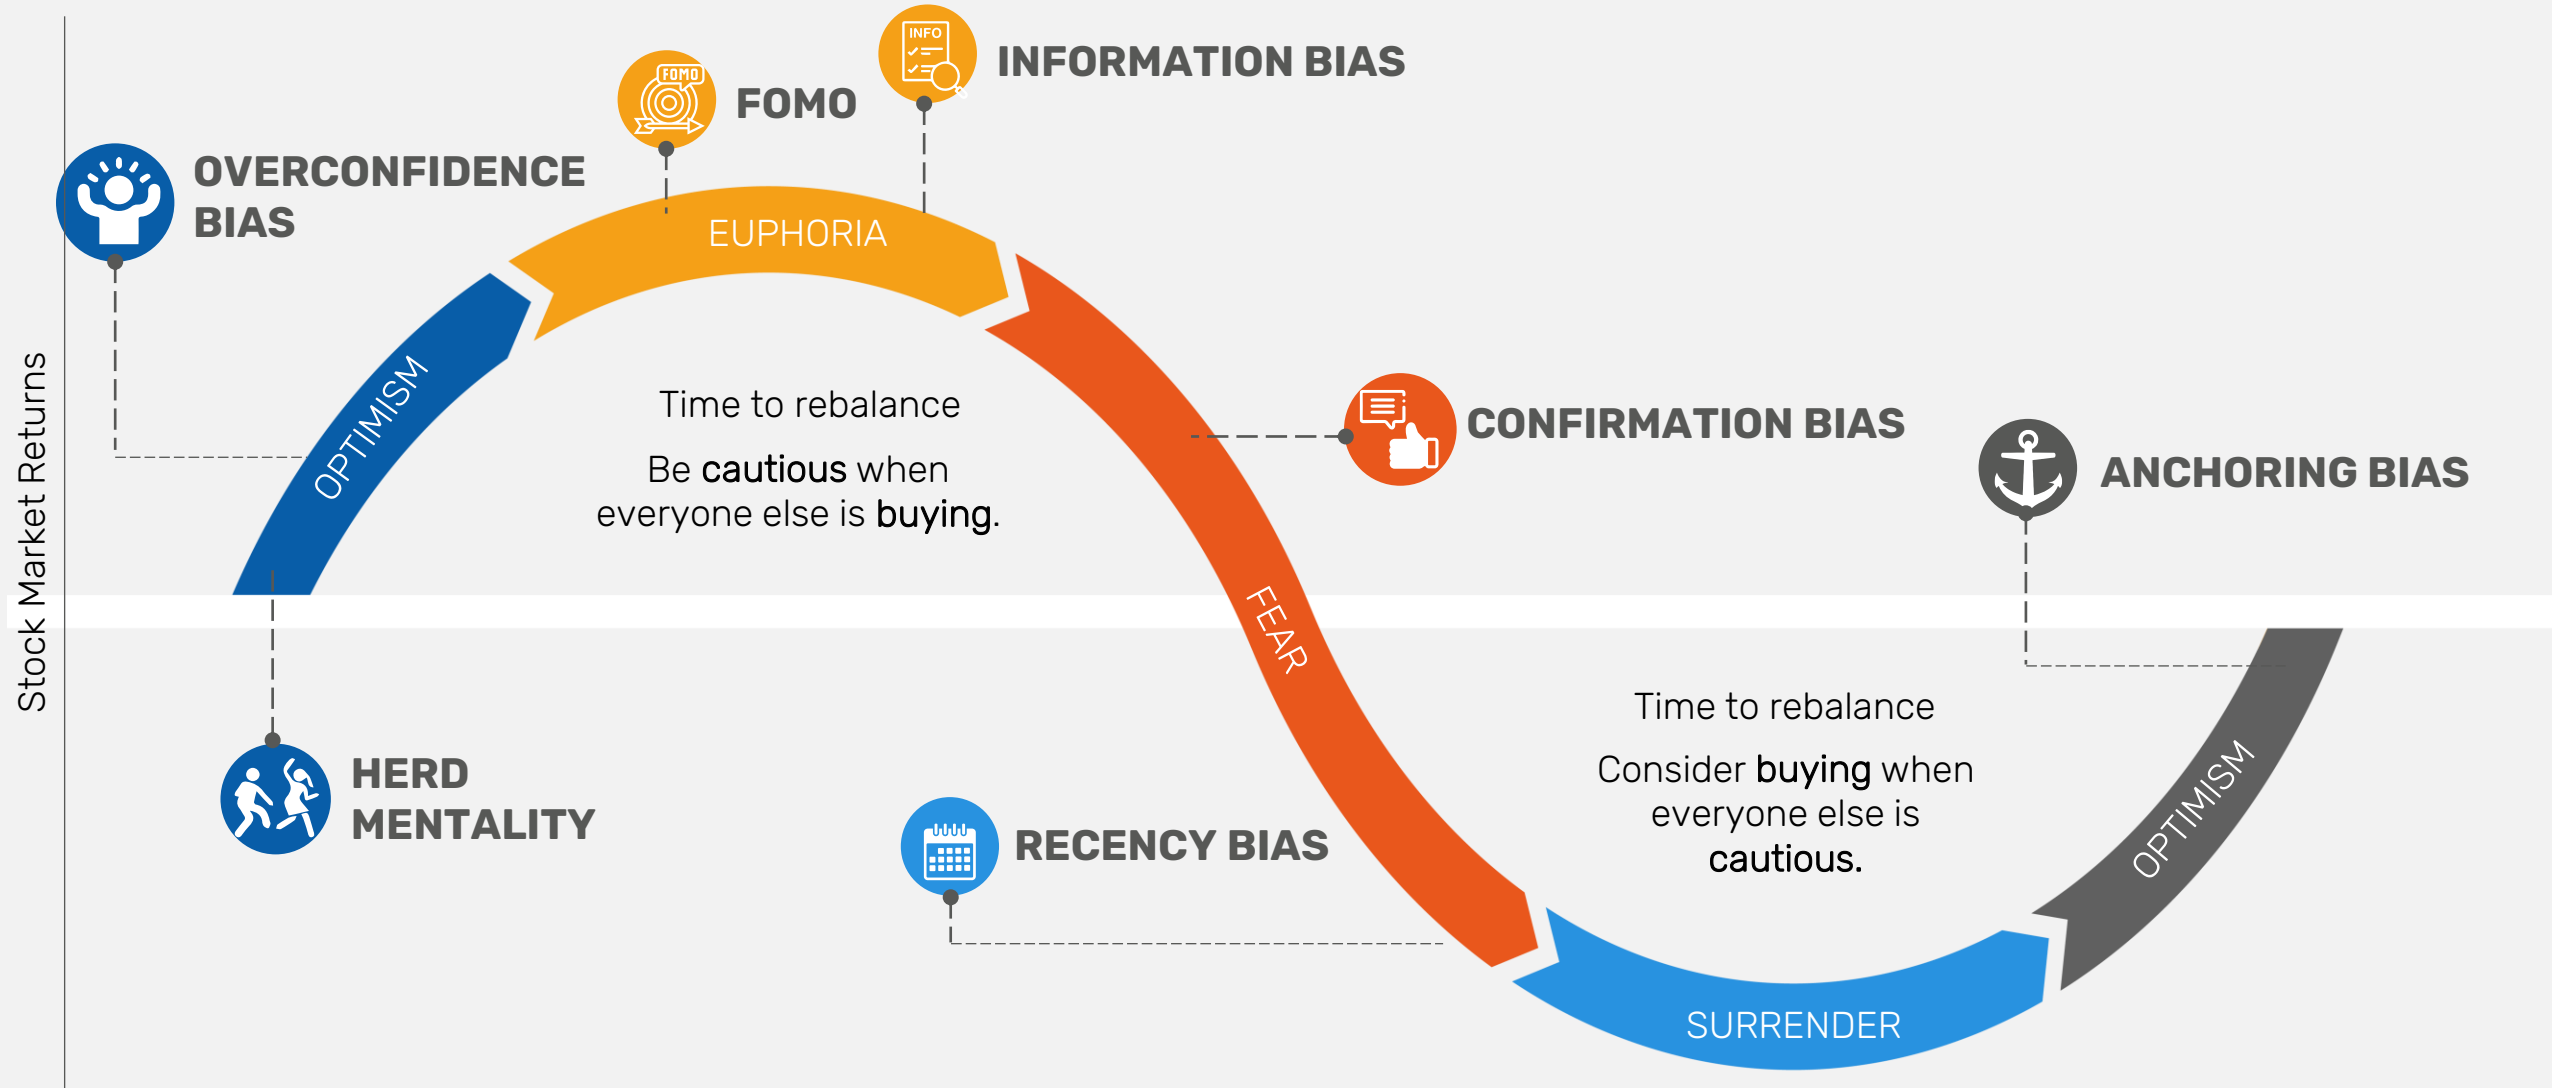 INFO
INFORMATION BIAS
FOMO
FOMO
OVERCONFIDENCE
BIAS
EUPHORIA
OPTIMISM
Time to rebalance
Be cautious when
everyone else is buying.
CONFIRMATION BIAS
ANCHORING BIAS
Stock Market Returns
FEAR
HERD
MENTALITY
RECENCY BIAS
Time to rebalance
Consider buying when
everyone else is
cautious.
OPTIMISM
SURRENDER